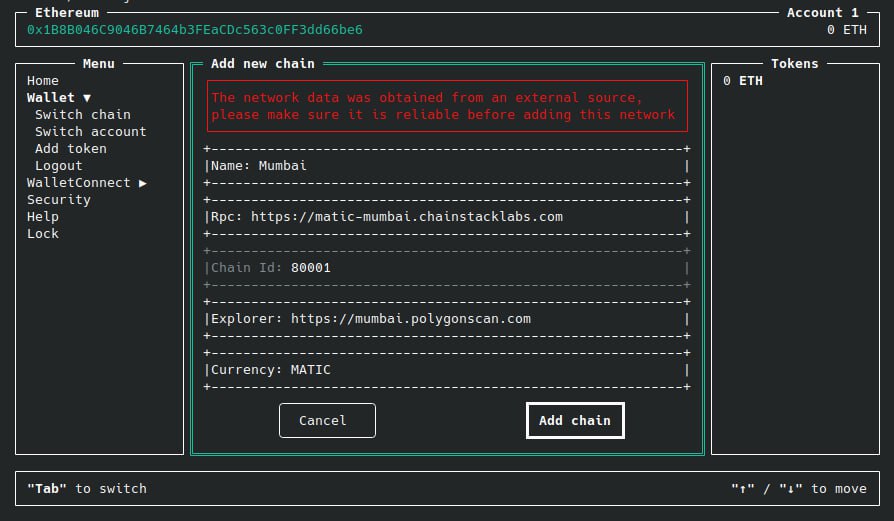 Ethereum
Account 1
0x1B8B046C9046B7464b3FEaCDc563c0FF3dd66be6
0 ETH
Menu
Home
Wallet ▼
Switch chain
Switch account
Add token
Logout
WalletConnect ▶
Security
Help
Lock
Add new chain
The network data was obtained from an external source,
please make sure it is reliable before adding this network
Name: Mumbai
Rpc: https://matic-mumbai.chainstacklabs.com
Chain Id: 80001
Explorer: https://mumbai.polygonscan.com
Currency: MATIC
Cancel
Add chain
Tokens
0 ETH
"Tab" to switch
"↑" / "↓" to move